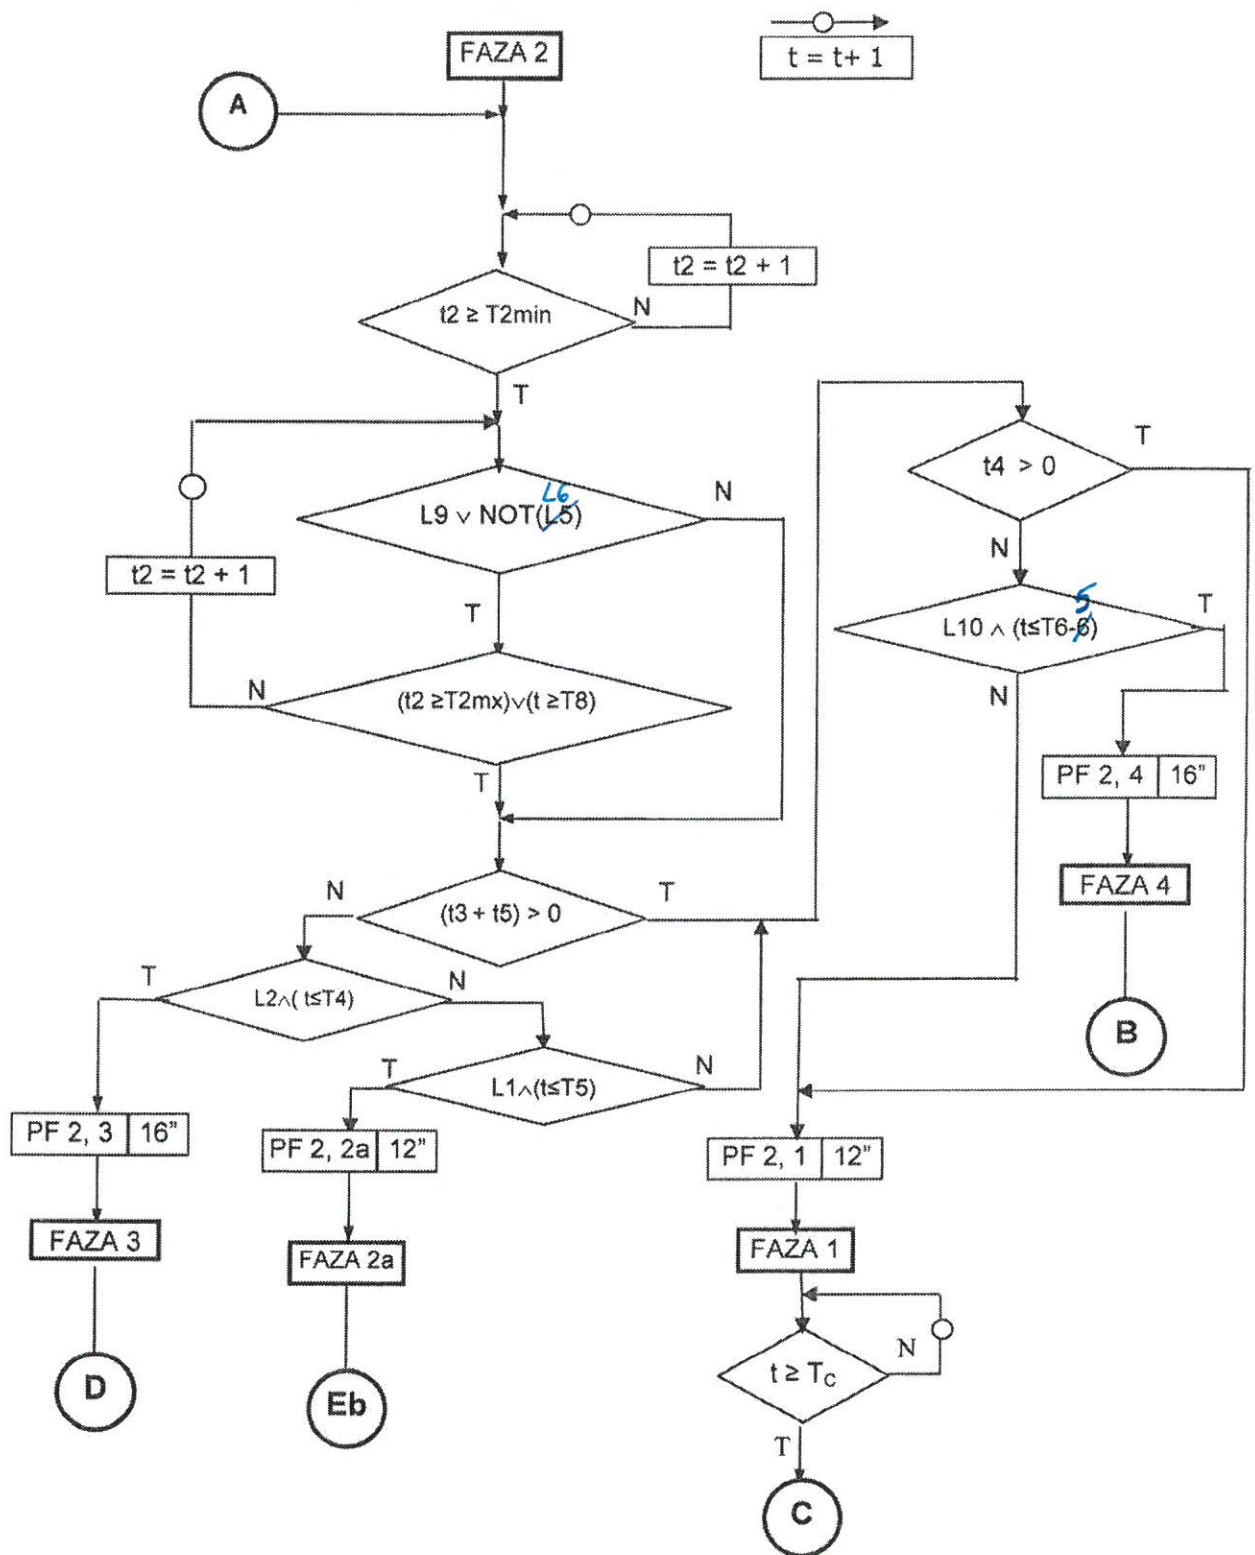 FAZA 2
t = t+ 1
A
t2 = t2 + 1
t2 ≥ T2min
N
T
t4 > 0
T
L6
L9 ∨ NOT(L5)
N
N
t2 = t2 + 1
5
T
L10 ∧ (t≤T6-6)
T
N
(t2 ≥T2mx)∨(t ≥T8)
N
PF 2, 4 16”
T
FAZA 4
N
(t3 + t5) > 0
T
T
L2∧( t≤T4)
N
B
T
L1∧(t≤T5)
N
PF 2, 3 16”
PF 2, 2a 12”
PF 2, 1 12”
FAZA 3
FAZA 2a
FAZA 1
D
Eb
t ≥ TC
N
T
C